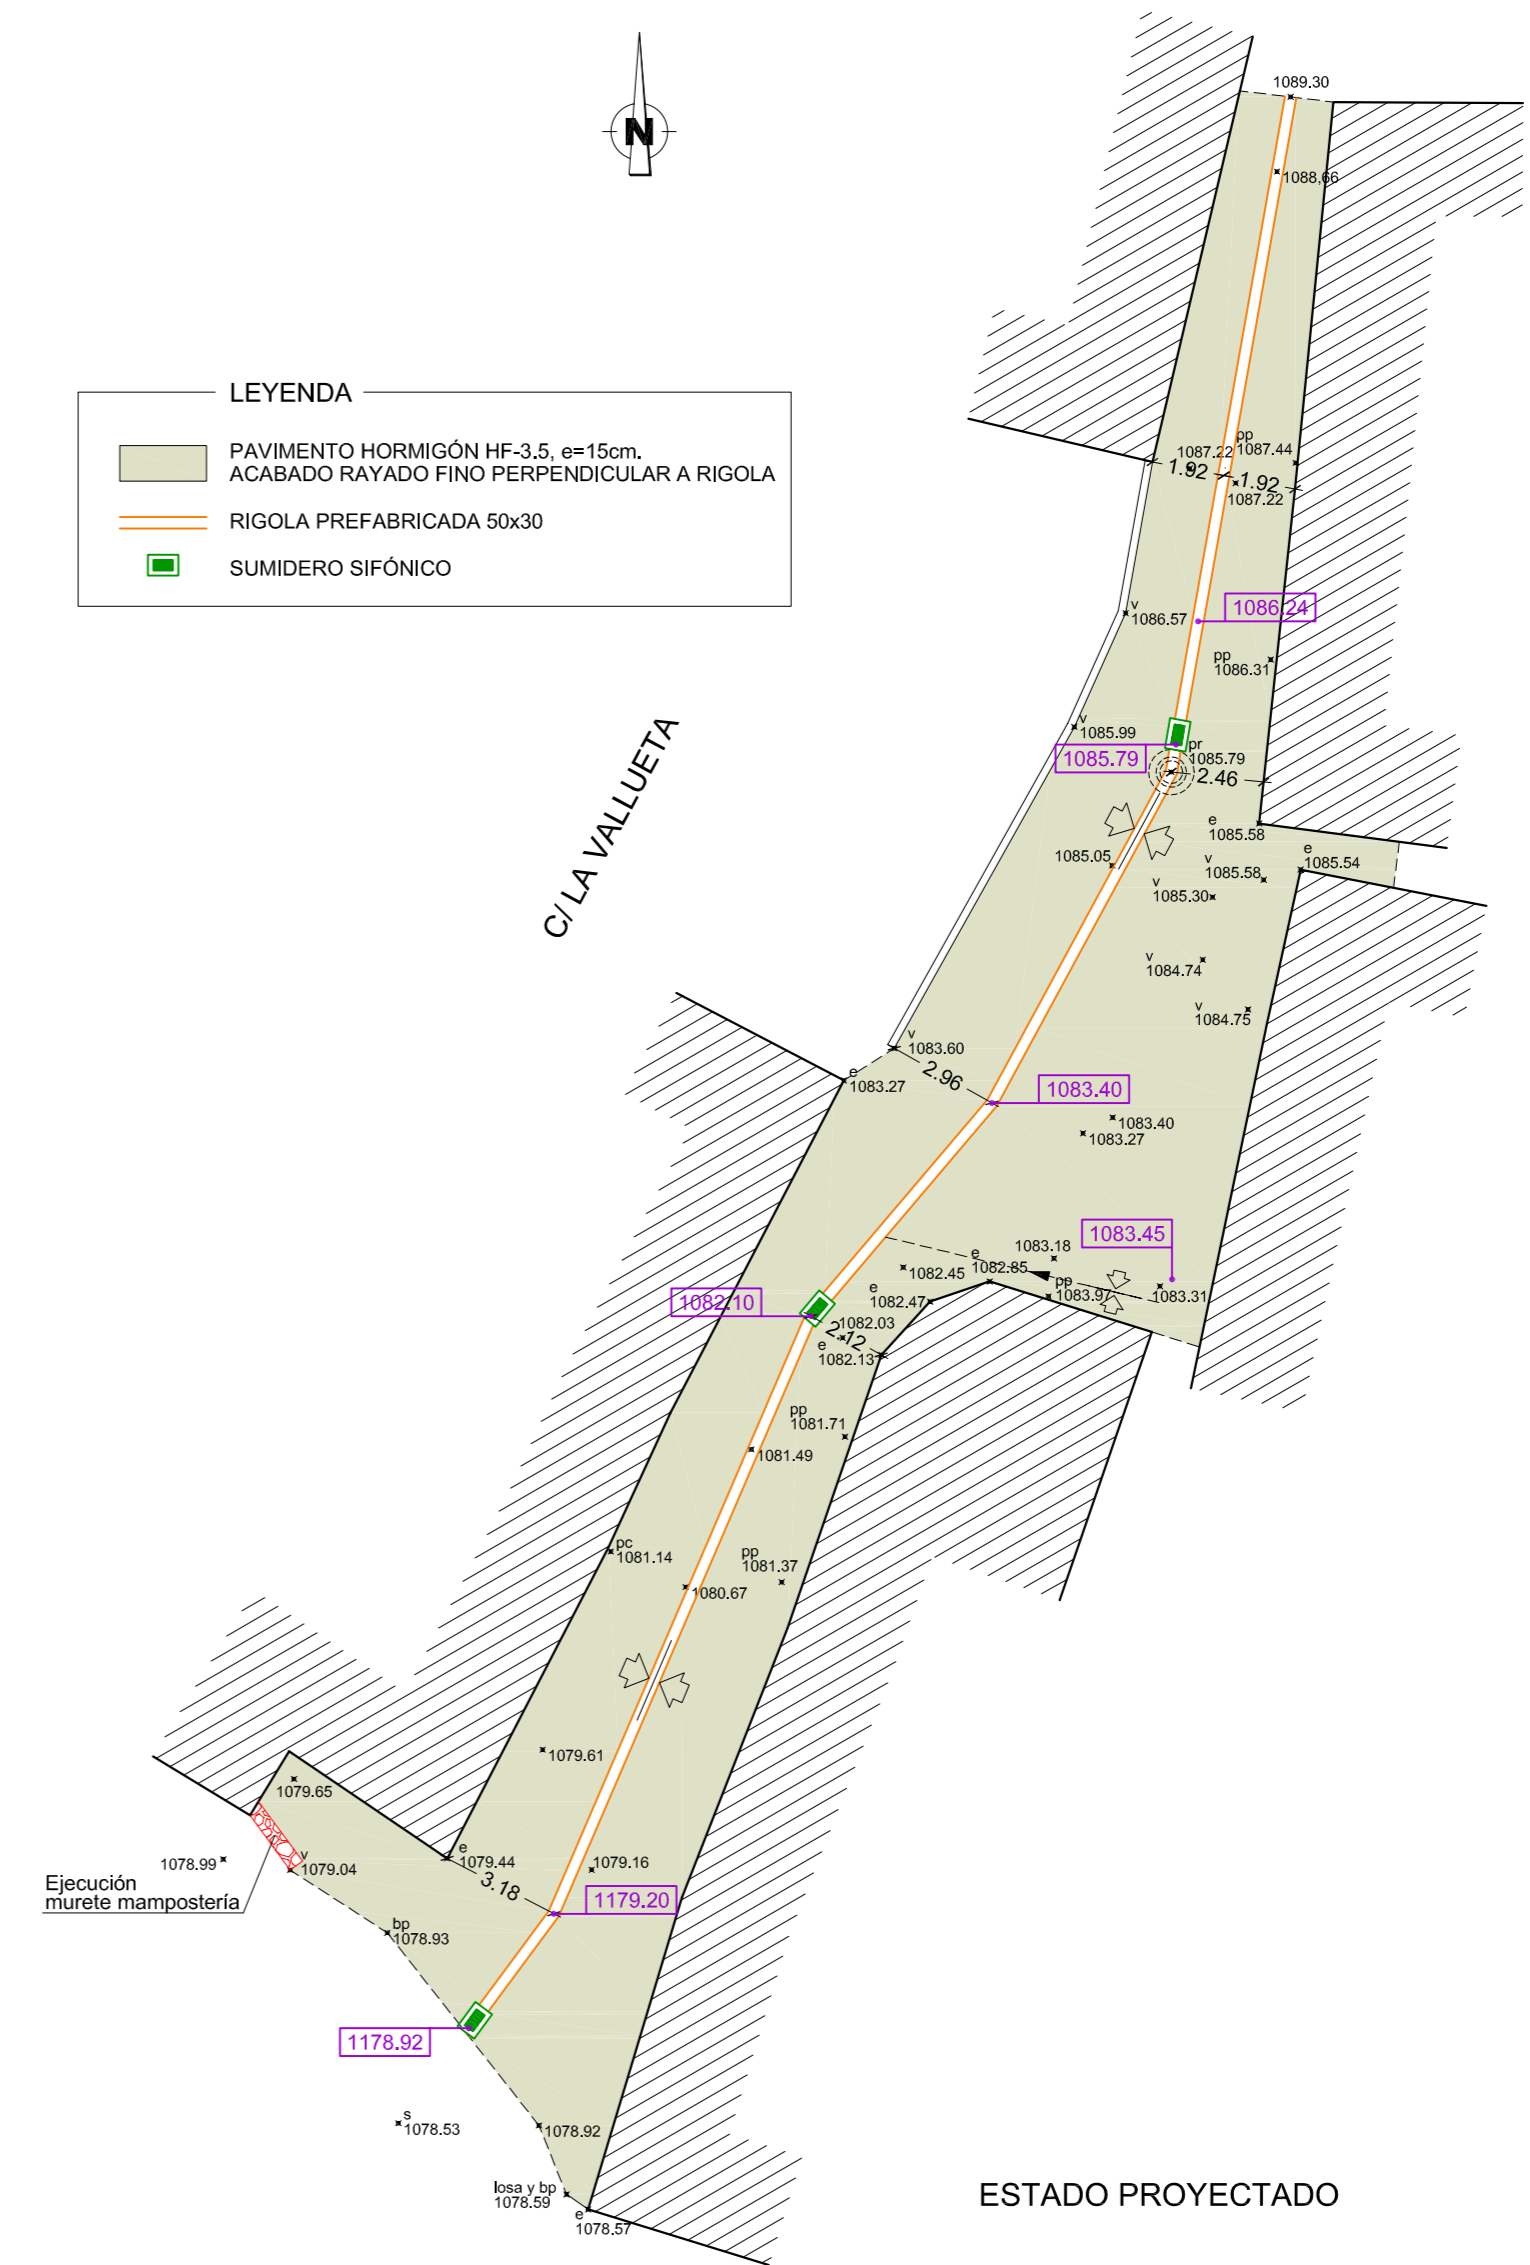 1089.30
N
1088,66
LEYENDA
PAVIMENTO HORMIGÓN HF-3.5, e=15cm.
ACABADO RAYADO FINO PERPENDICULAR A RIGOLA
RIGOLA PREFABRICADA 50x30
SUMIDERO SIFÓNICO
pp
1087.44
1087.22
1.92
1.92
1087.22
1086.24
v
1086.57
pp
1086.31
v
1085.99
pr
1085.79
1085.79
2.46
C/ LA VALLUETA
e
1085.58
e
1085.54
1085.05
v
1085.58
v
1085.30
v
1084.74
v
1084.75
v
1083.60
2.96
e
1083.27
1083.40
1083.40
1083.27
1083.45
1083.18
e
1082.85
1082.45
pp
1083.97
1083.31
e
1082.47
1082.10
1082.03
2.12
e
1082.13
pp
1081.71
1081.49
pc
1081.14
pp
1081.37
1080.67
1079.61
1079.65
v
1079.04
1078.99
Ejecución
murete mampostería
e
1079.44
1079.16
3.18
1179.20
bp
1078.93
1178.92
s
1078.53
1078.92
losa y bp
1078.59
e
1078.57
ESTADO PROYECTADO